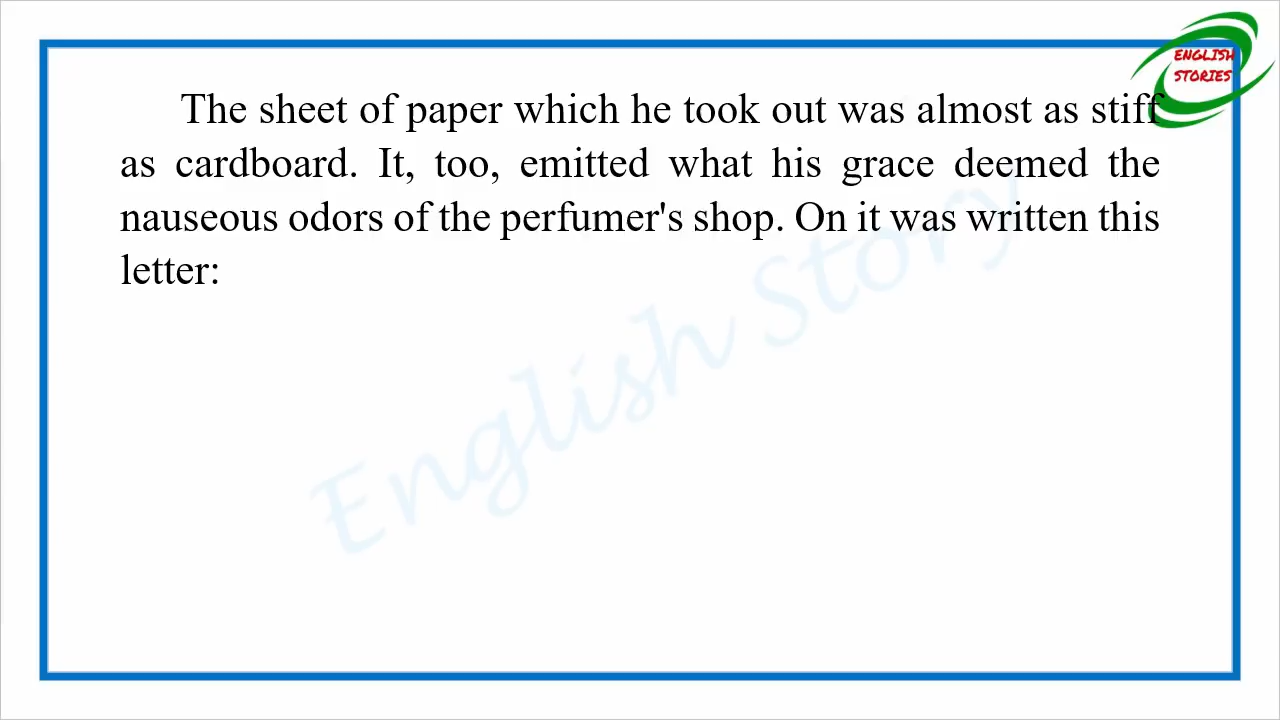 ENGLISH
STORIES
The sheet of paper which he took out was almost as stiff
as cardboard. It, too, emitted what his grace deemed the
nauseous odors of the perfumer's shop. On it was written this
letter:
English Story